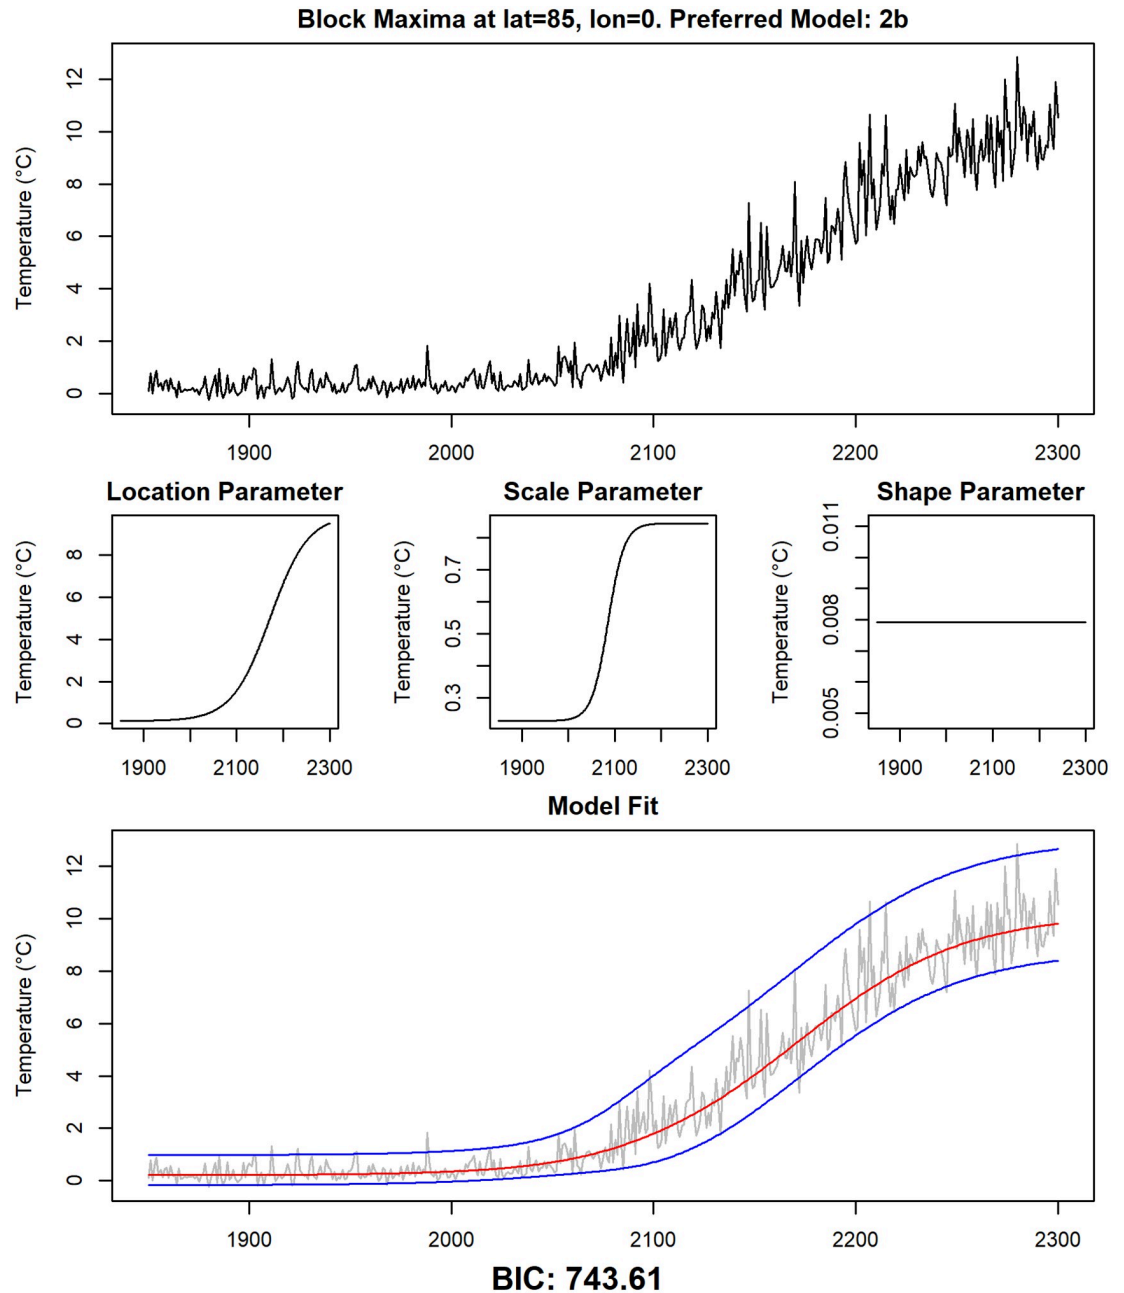 Block Maxima at lat=85, lon=0. Preferred Model: 2b
Temperature (°C)
12
10
8
6
4
2
0
1900 2000 2100 2200 2300
Location Parameter
Temperature (°C)
8
6
4
2
0
1900 2100 2300
Scale Parameter
Temperature (°C)
0.7
0.5
0.3
1900 2100 2300
Shape Parameter
Temperature (°C)
0.011
0.008
0.005
1900 2100 2300
Model Fit
Temperature (°C)
12
10
8
6
4
2
0
1900 2000 2100 2200 2300
BIC: 743.61